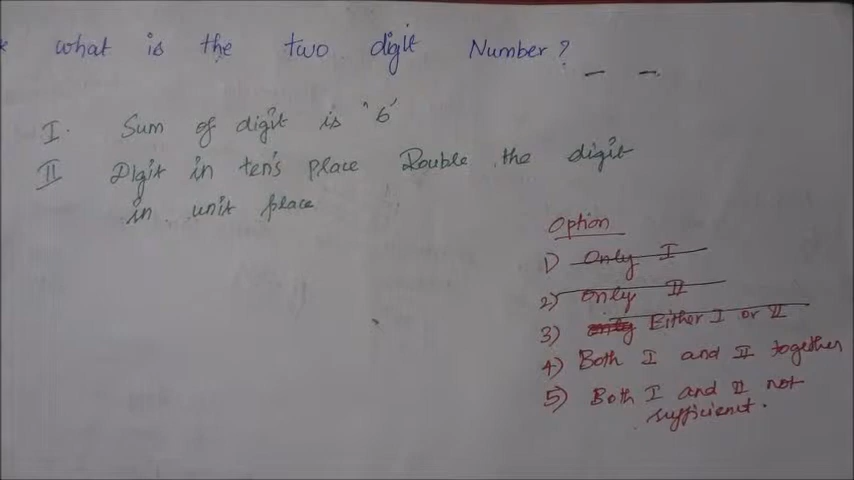 what is the two digit Number? _ _
I. Sum of digit is '6'
II Digit in ten's place Double the digit
in unit place
Option
1) Only I
2) Only II
3) only Either I or II
4) Both I and II together
5) Both I and II not
sufficient.